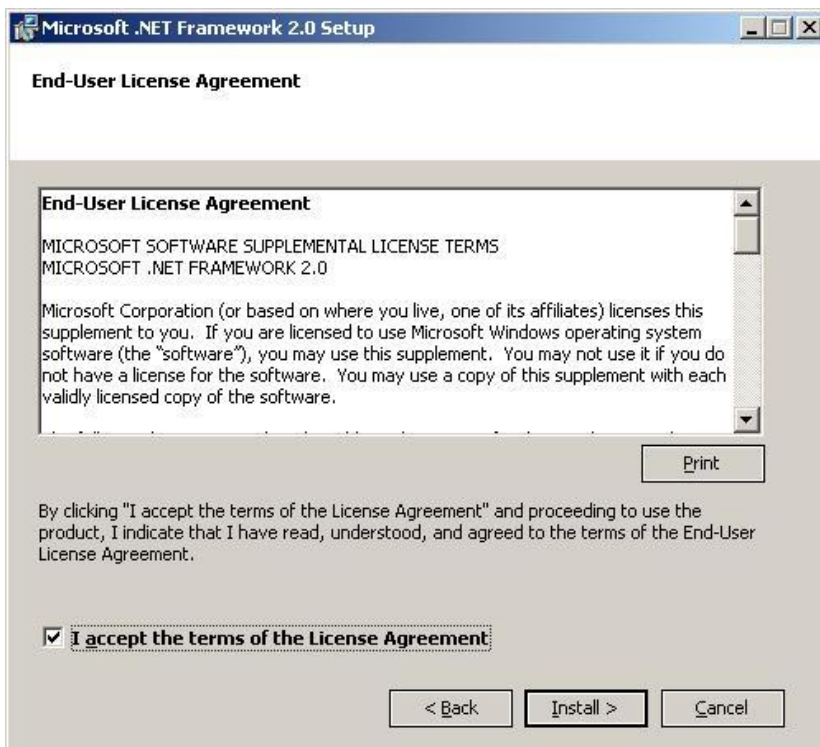 Microsoft .NET Framework 2.0 Setup
End-User License Agreement
End-User License Agreement
MICROSOFT SOFTWARE SUPPLEMENTAL LICENSE TERMS
MICROSOFT .NET FRAMEWORK 2.0
Microsoft Corporation (or based on where you live, one of its affiliates) licenses this
supplement to you.  If you are licensed to use Microsoft Windows operating system
software (the “software”), you may use this supplement.  You may not use it if you do
not have a license for the software.  You may use a copy of this supplement with each
validly licensed copy of the software.
Print
By clicking "I accept the terms of the License Agreement" and proceeding to use the
product, I indicate that I have read, understood, and agreed to the terms of the End-User
License Agreement.
I accept the terms of the License Agreement
< Back
Install >
Cancel